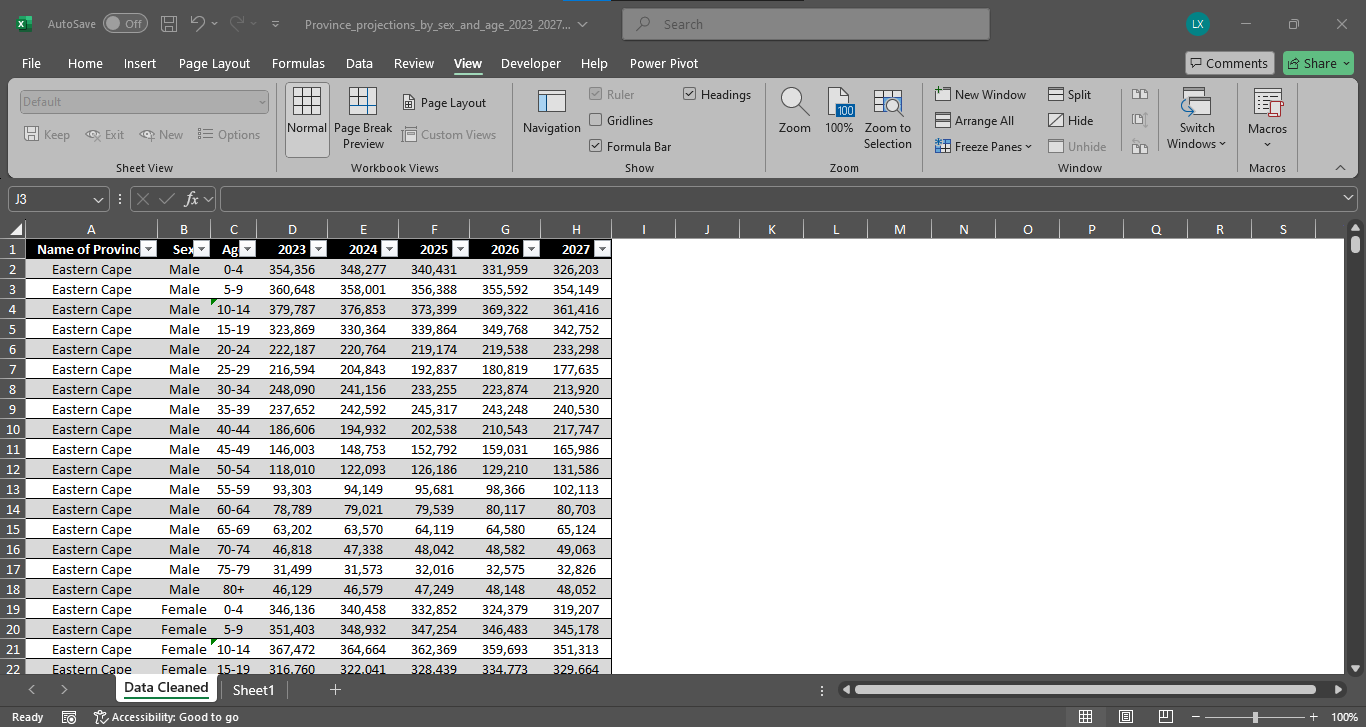 AutoSave Off Province_projections_by_sex_and_age_2023_2027... Search LX
File Home Insert Page Layout Formulas Data Review View Developer Help Power Pivot Comments Share
Default
Keep Exit New Options
Sheet View
Normal
Page Break Preview
Page Layout
Custom Views
Workbook Views
Navigation
Ruler
Gridlines
Formula Bar
Headings
Show
Zoom
100
100%
Zoom to Selection
Zoom
New Window
Arrange All
Freeze Panes
Split
Hide
Unhide
Switch Windows
Window
Macros
Macros
J3 fx
A B C D E F G H I J K L M N O P Q R S
1 Name of Provinc Sex Ag 2023 2024 2025 2026 2027
2 Eastern Cape Male 0-4 354,356 348,277 340,431 331,959 326,203
3 Eastern Cape Male 5-9 360,648 358,001 356,388 355,592 354,149
4 Eastern Cape Male 10-14 379,787 376,853 373,399 369,322 361,416
5 Eastern Cape Male 15-19 323,869 330,364 339,864 349,768 342,752
6 Eastern Cape Male 20-24 222,187 220,764 219,174 219,538 233,298
7 Eastern Cape Male 25-29 216,594 204,843 192,837 180,819 177,635
8 Eastern Cape Male 30-34 248,090 241,156 233,255 223,874 213,920
9 Eastern Cape Male 35-39 237,652 242,592 245,317 243,248 240,530
10 Eastern Cape Male 40-44 186,606 194,932 202,538 210,543 217,747
11 Eastern Cape Male 45-49 146,003 148,753 152,792 159,031 165,986
12 Eastern Cape Male 50-54 118,010 122,093 126,186 129,210 131,586
13 Eastern Cape Male 55-59 93,303 94,149 95,681 98,366 102,113
14 Eastern Cape Male 60-64 78,789 79,021 79,539 80,117 80,703
15 Eastern Cape Male 65-69 63,202 63,570 64,119 64,580 65,124
16 Eastern Cape Male 70-74 46,818 47,338 48,042 48,582 49,063
17 Eastern Cape Male 75-79 31,499 31,573 32,016 32,575 32,826
18 Eastern Cape Male 80+ 46,129 46,579 47,249 48,148 48,052
19 Eastern Cape Female 0-4 346,136 340,458 332,852 324,379 319,207
20 Eastern Cape Female 5-9 351,403 348,932 347,254 346,483 345,178
21 Eastern Cape Female 10-14 367,472 364,664 362,369 359,693 351,313
22 Eastern Cape Female 15-19 316,760 322,041 328,439 334,773 329,664
Data Cleaned Sheet1
Ready Accessibility: Good to go 100%